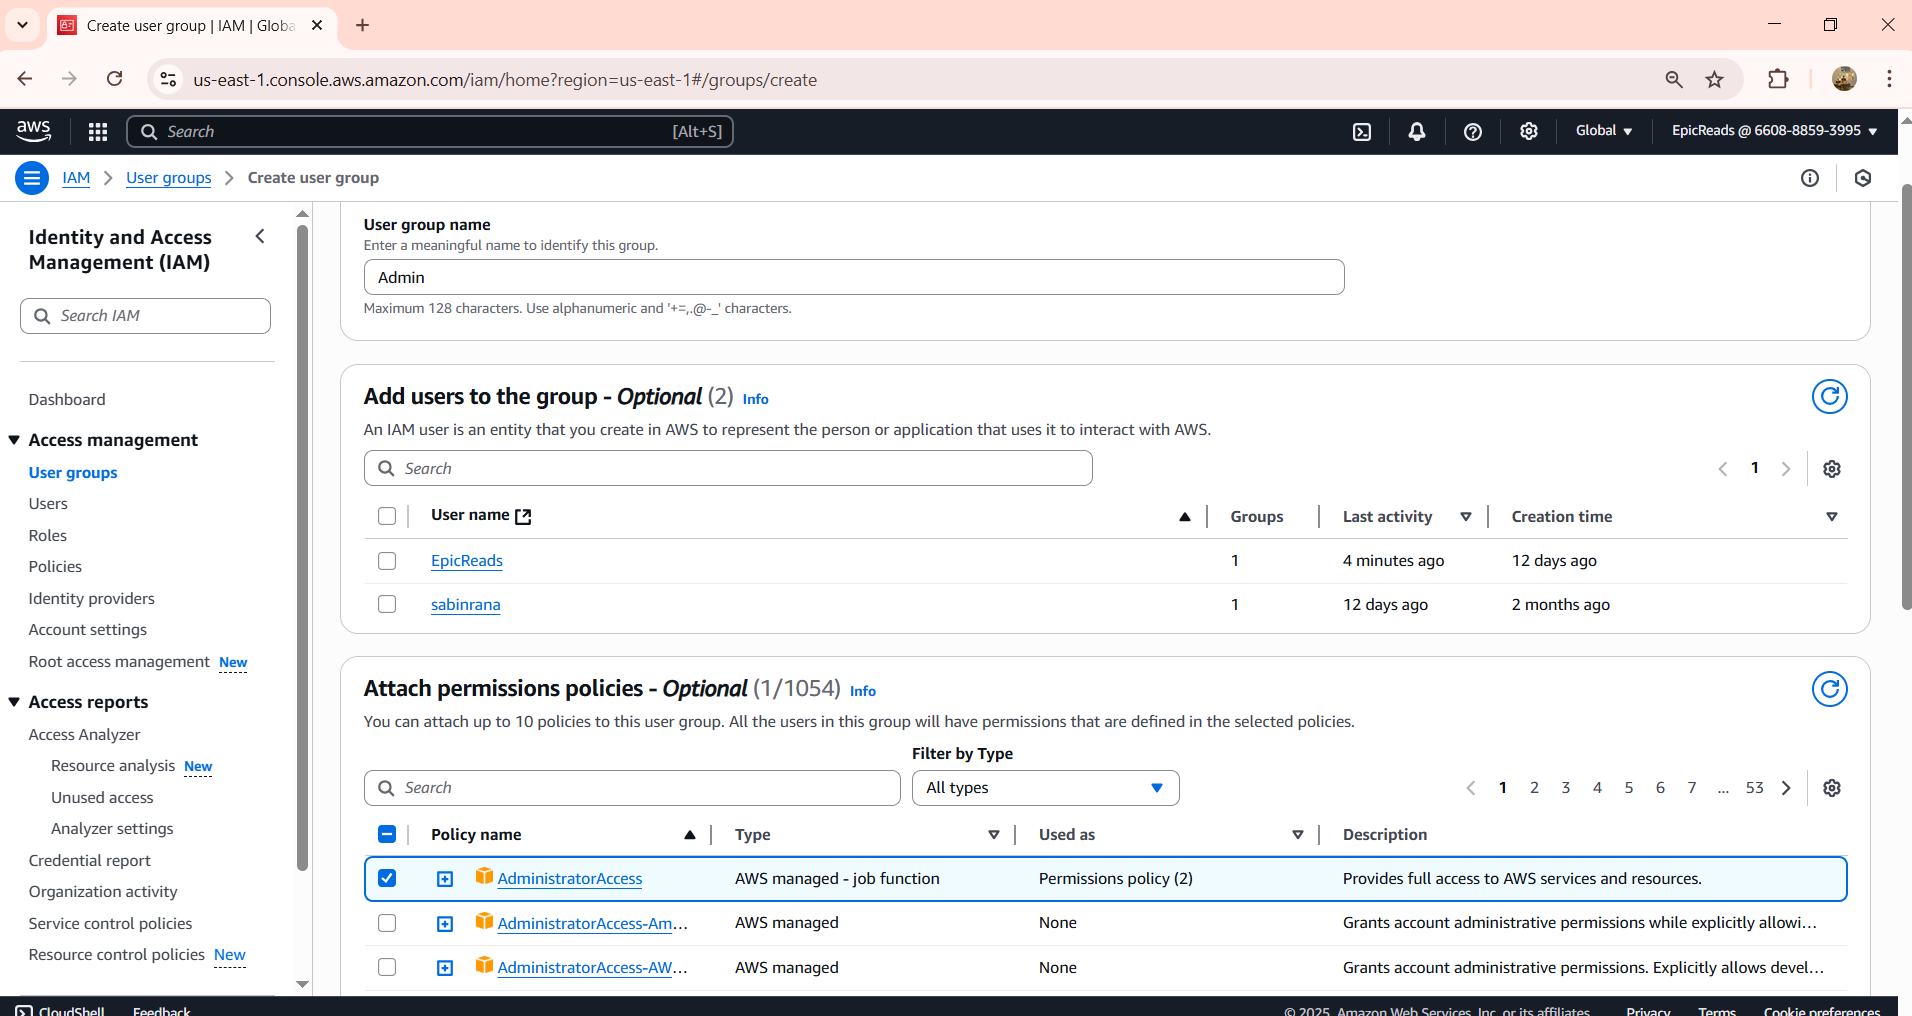 Create user group | IAM | Globa
us-east-1.console.aws.amazon.com/iam/home?region=us-east-1#/groups/create
aws
Search [Alt+S]
Global
EpicReads @ 6608-8859-3995
IAM > User groups > Create user group
Identity and Access
Management (IAM)
Search IAM
Dashboard
Access management
User groups
Users
Roles
Policies
Identity providers
Account settings
Root access management New
Access reports
Access Analyzer
Resource analysis New
Unused access
Analyzer settings
Credential report
Organization activity
Service control policies
Resource control policies New
User group name
Enter a meaningful name to identify this group.
Admin
Maximum 128 characters. Use alphanumeric and '+=,.@-_' characters.
Add users to the group - Optional (2) Info
An IAM user is an entity that you create in AWS to represent the person or application that uses it to interact with AWS.
Search
1
User name Groups Last activity Creation time
EpicReads 1 4 minutes ago 12 days ago
sabinrana 1 12 days ago 2 months ago
Attach permissions policies - Optional (1/1054) Info
You can attach up to 10 policies to this user group. All the users in this group will have permissions that are defined in the selected policies.
Filter by Type
Search
All types
1 2 3 4 5 6 7 ... 53
Policy name Type Used as Description
AdministratorAccess AWS managed - job function Permissions policy (2) Provides full access to AWS services and resources.
AdministratorAccess-Am... AWS managed None Grants account administrative permissions while explicitly allowi...
AdministratorAccess-AW... AWS managed None Grants account administrative permissions. Explicitly allows devel...
CloudShell Feedback © 2025, Amazon Web Services, Inc. or its affiliates. Privacy Terms Cookie preferences